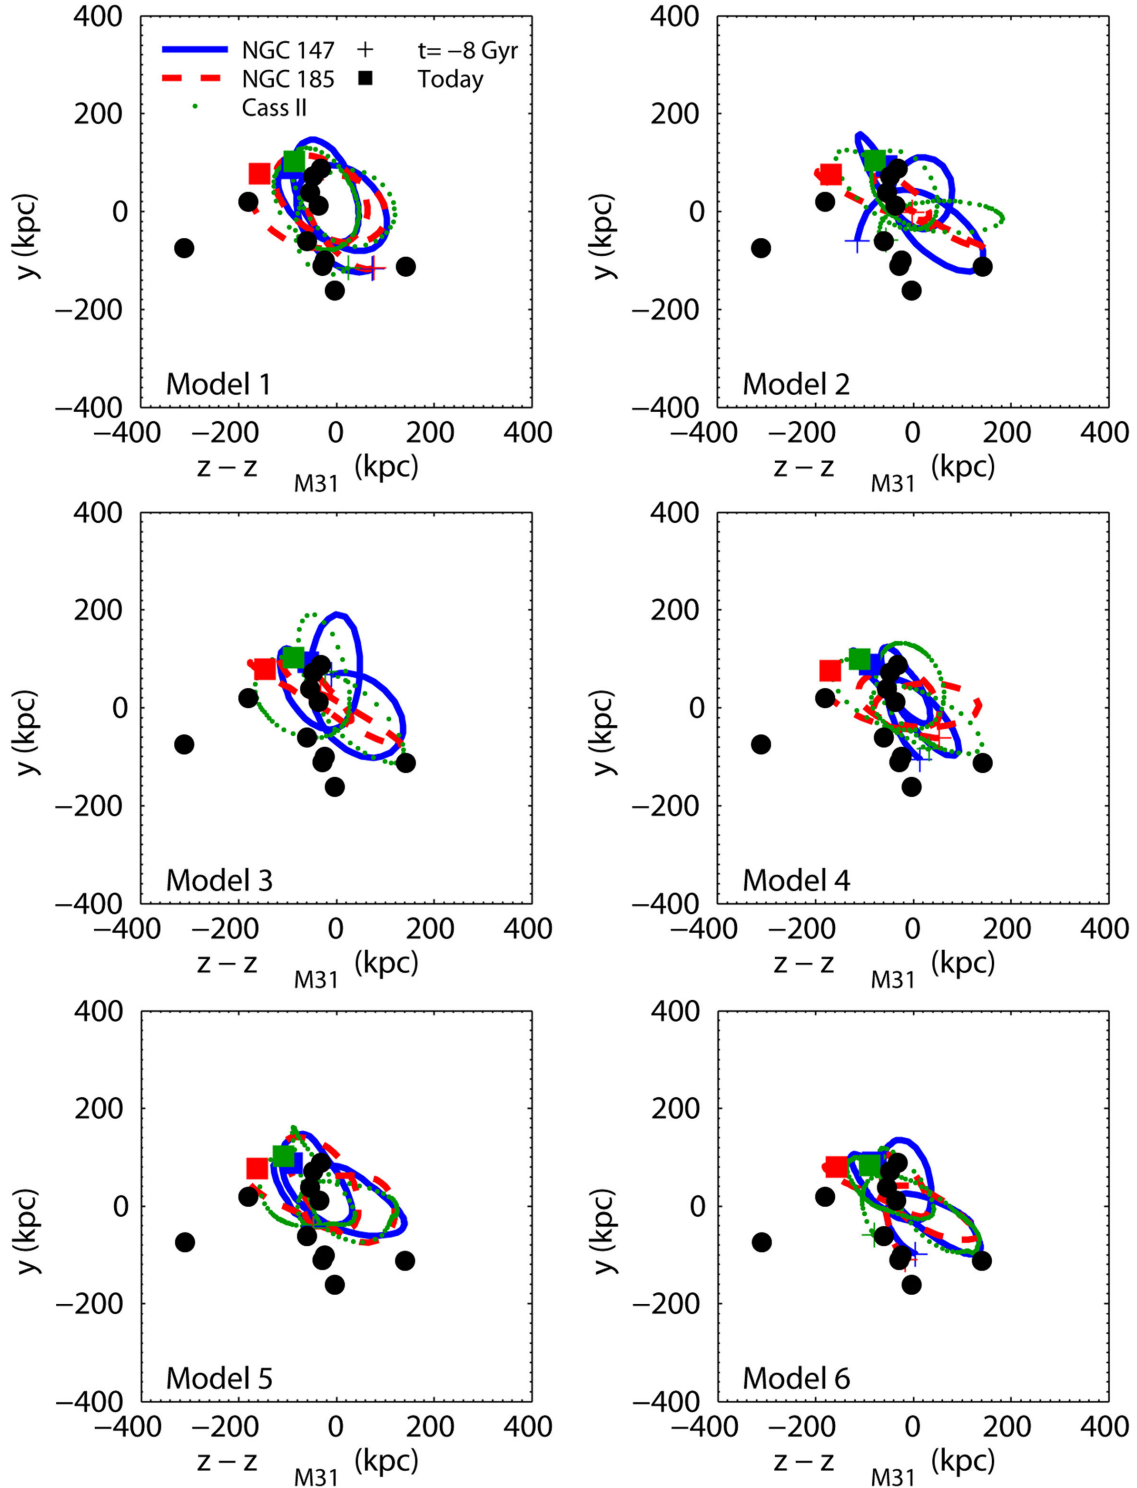 400
200
0
−200
−400
y (kpc)
NGC 147
t= −8 Gyr
NGC 185
Today
Cass II
Model 1
−400 −200 0 200 400
z − z M31 (kpc)
400
200
0
−200
−400
y (kpc)
Model 2
−400 −200 0 200 400
z − z M31 (kpc)
400
200
0
−200
−400
y (kpc)
Model 3
−400 −200 0 200 400
z − z M31 (kpc)
400
200
0
−200
−400
y (kpc)
Model 4
−400 −200 0 200 400
z − z M31 (kpc)
400
200
0
−200
−400
y (kpc)
Model 5
−400 −200 0 200 400
z − z M31 (kpc)
400
200
0
−200
−400
y (kpc)
Model 6
−400 −200 0 200 400
z − z M31 (kpc)